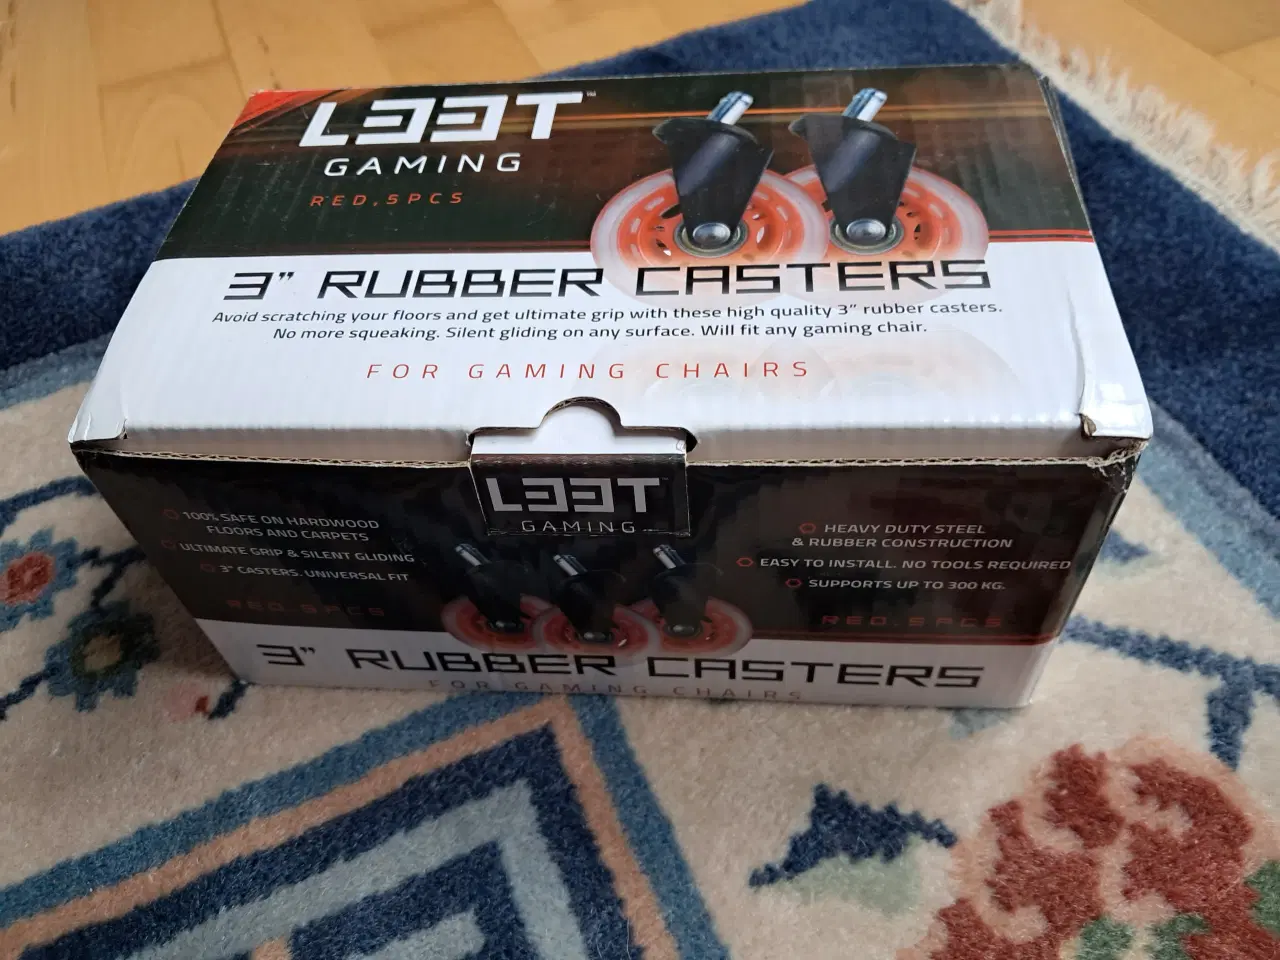 LEET™
GAMING
RED, 5PCS
3" RUBBER CASTERS
Avoid scratching your floors and get ultimate grip with these high quality 3" rubber casters.
No more squeaking. Silent gliding on any surface. Will fit any gaming chair.
FOR GAMING CHAIRS
LEET
GAMING
100% SAFE ON HARDWOOD
FLOORS AND CARPETS
ULTIMATE GRIP & SILENT GLIDING
3" CASTERS. UNIVERSAL FIT
RED, 5PCS
HEAVY DUTY STEEL
& RUBBER CONSTRUCTION
EASY TO INSTALL. NO TOOLS REQUIRED
SUPPORTS UP TO 300 KG.
RED, 5PCS
3" RUBBER CASTERS
FOR GAMING CHAIRS